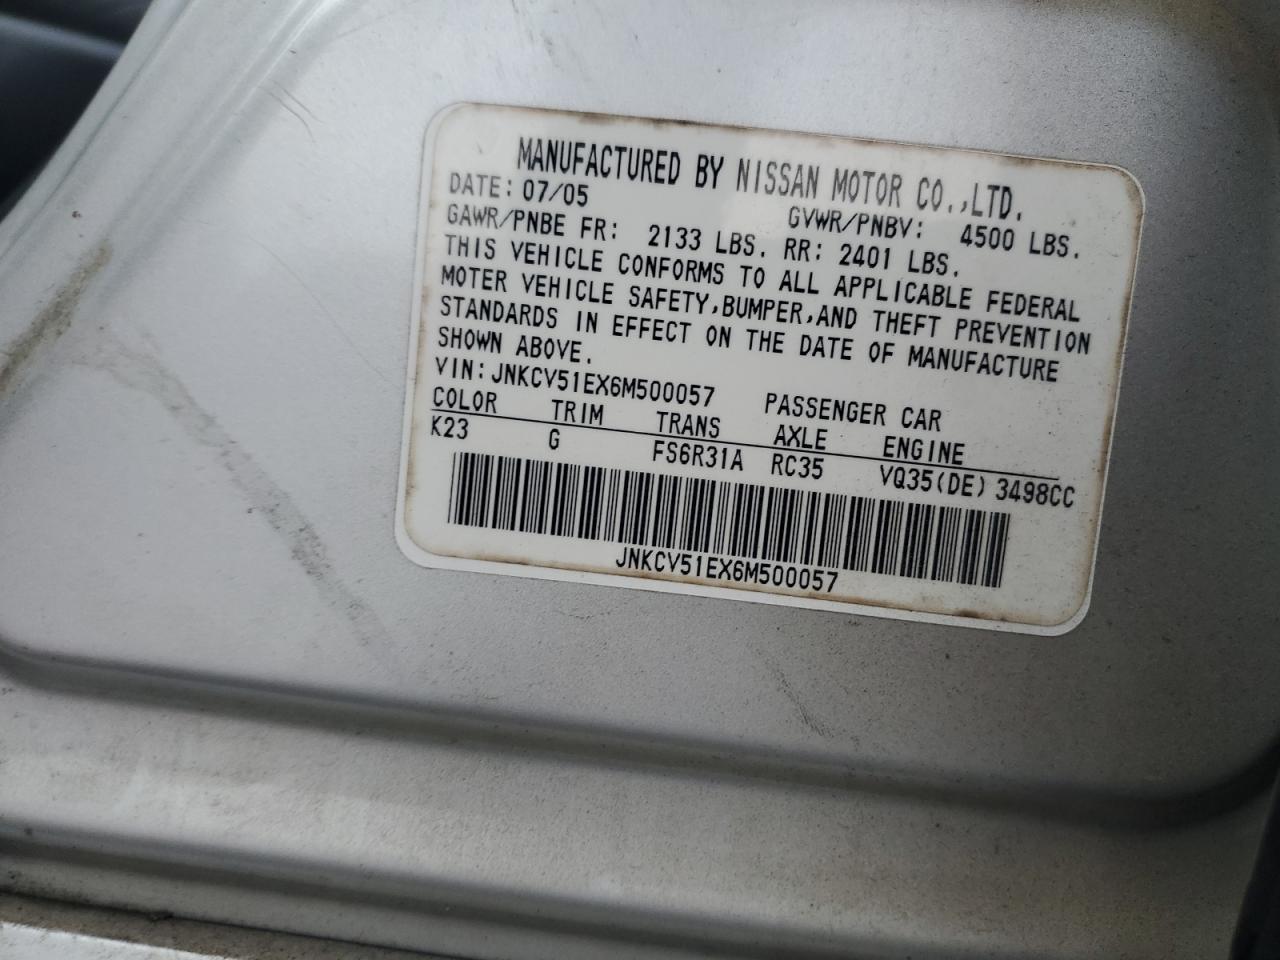 MANUFACTURED BY NISSAN MOTOR CO.,LTD.
DATE: 07/05 GVWR/PNBV: 4500 LBS.
GAWR/PNBE FR: 2133 LBS. RR: 2401 LBS.
THIS VEHICLE CONFORMS TO ALL APPLICABLE FEDERAL
MOTER VEHICLE SAFETY,BUMPER,AND THEFT PREVENTION
STANDARDS IN EFFECT ON THE DATE OF MANUFACTURE
SHOWN ABOVE.
VIN:JNKCV51EX6M500057 PASSENGER CAR
COLOR TRIM TRANS AXLE ENGINE
K23 G FS6R31A RC35 VQ35(DE) 3498CC
JNKCV51EX6M500057